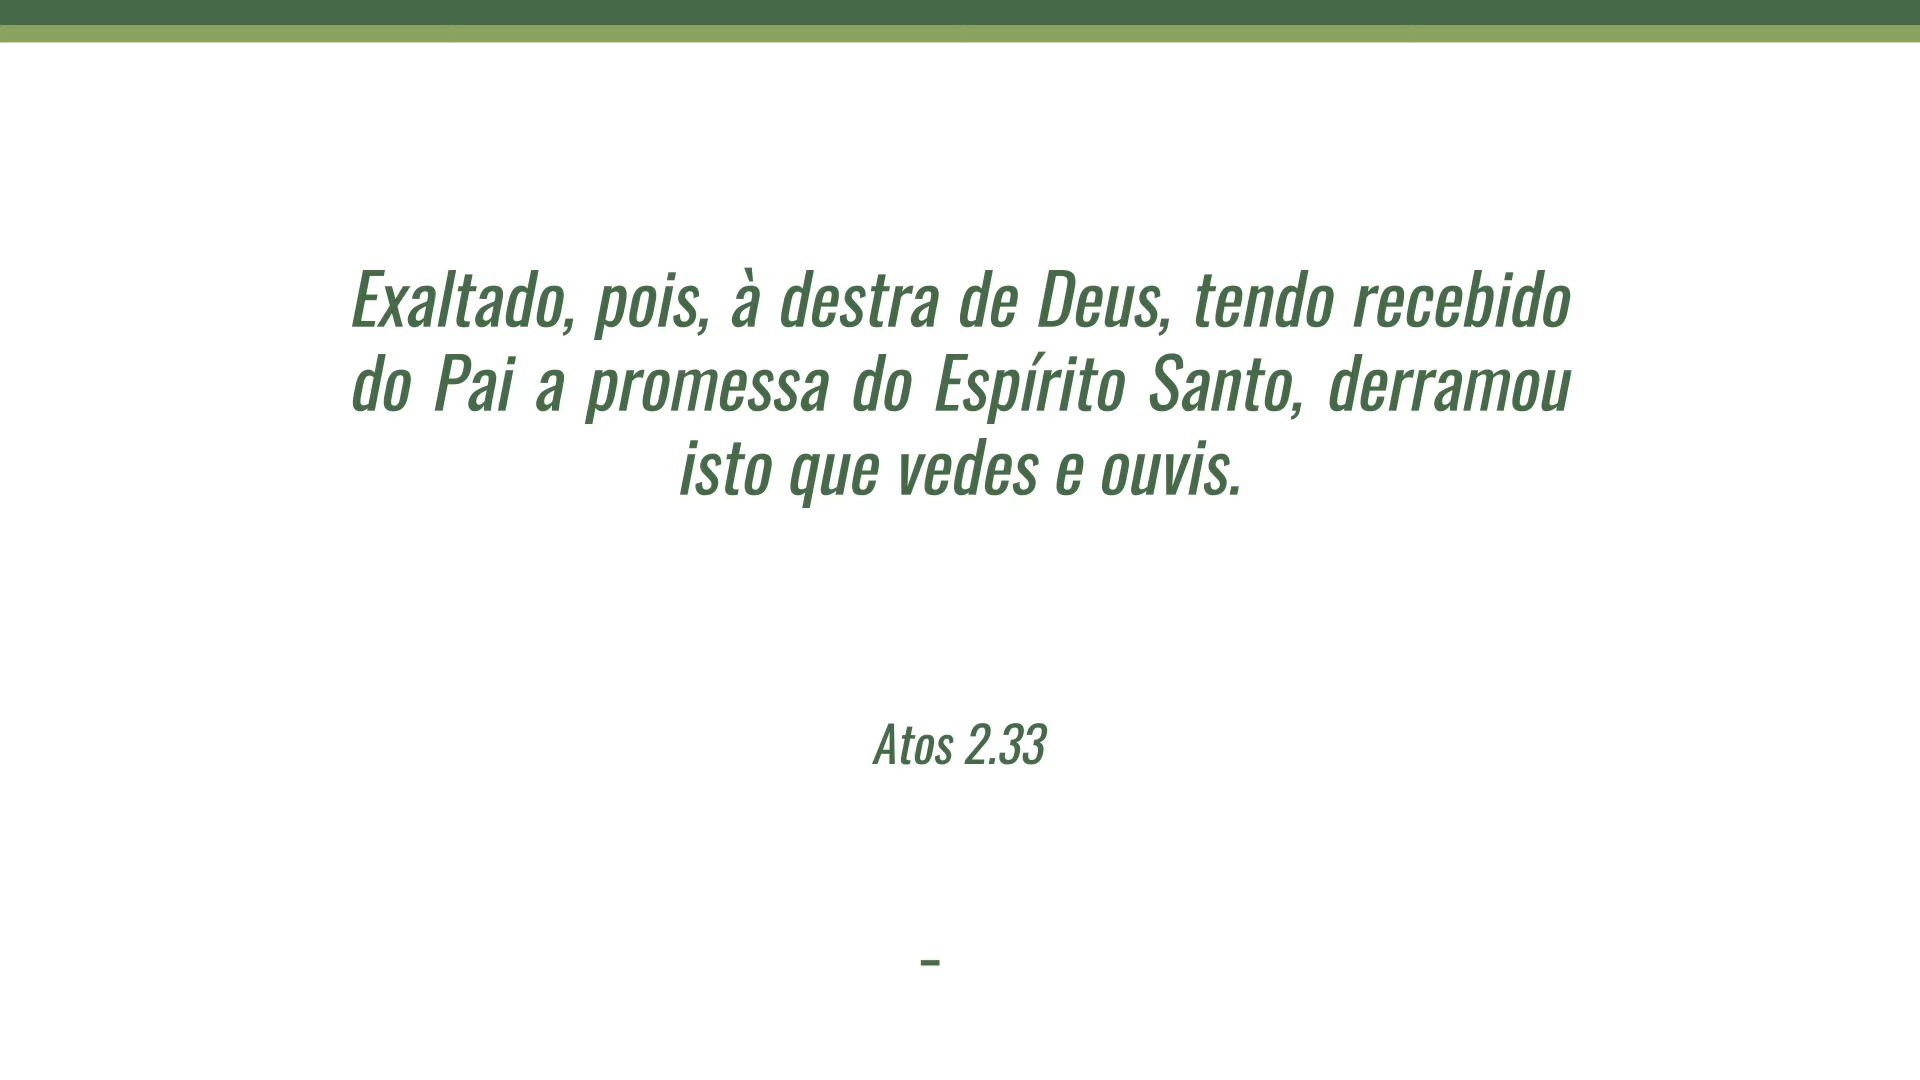 Exaltado, pois, à destra de Deus, tendo recebido
do Pai a promessa do Espírito Santo, derramou
isto que vedes e ouvis.
Atos 2.33
–